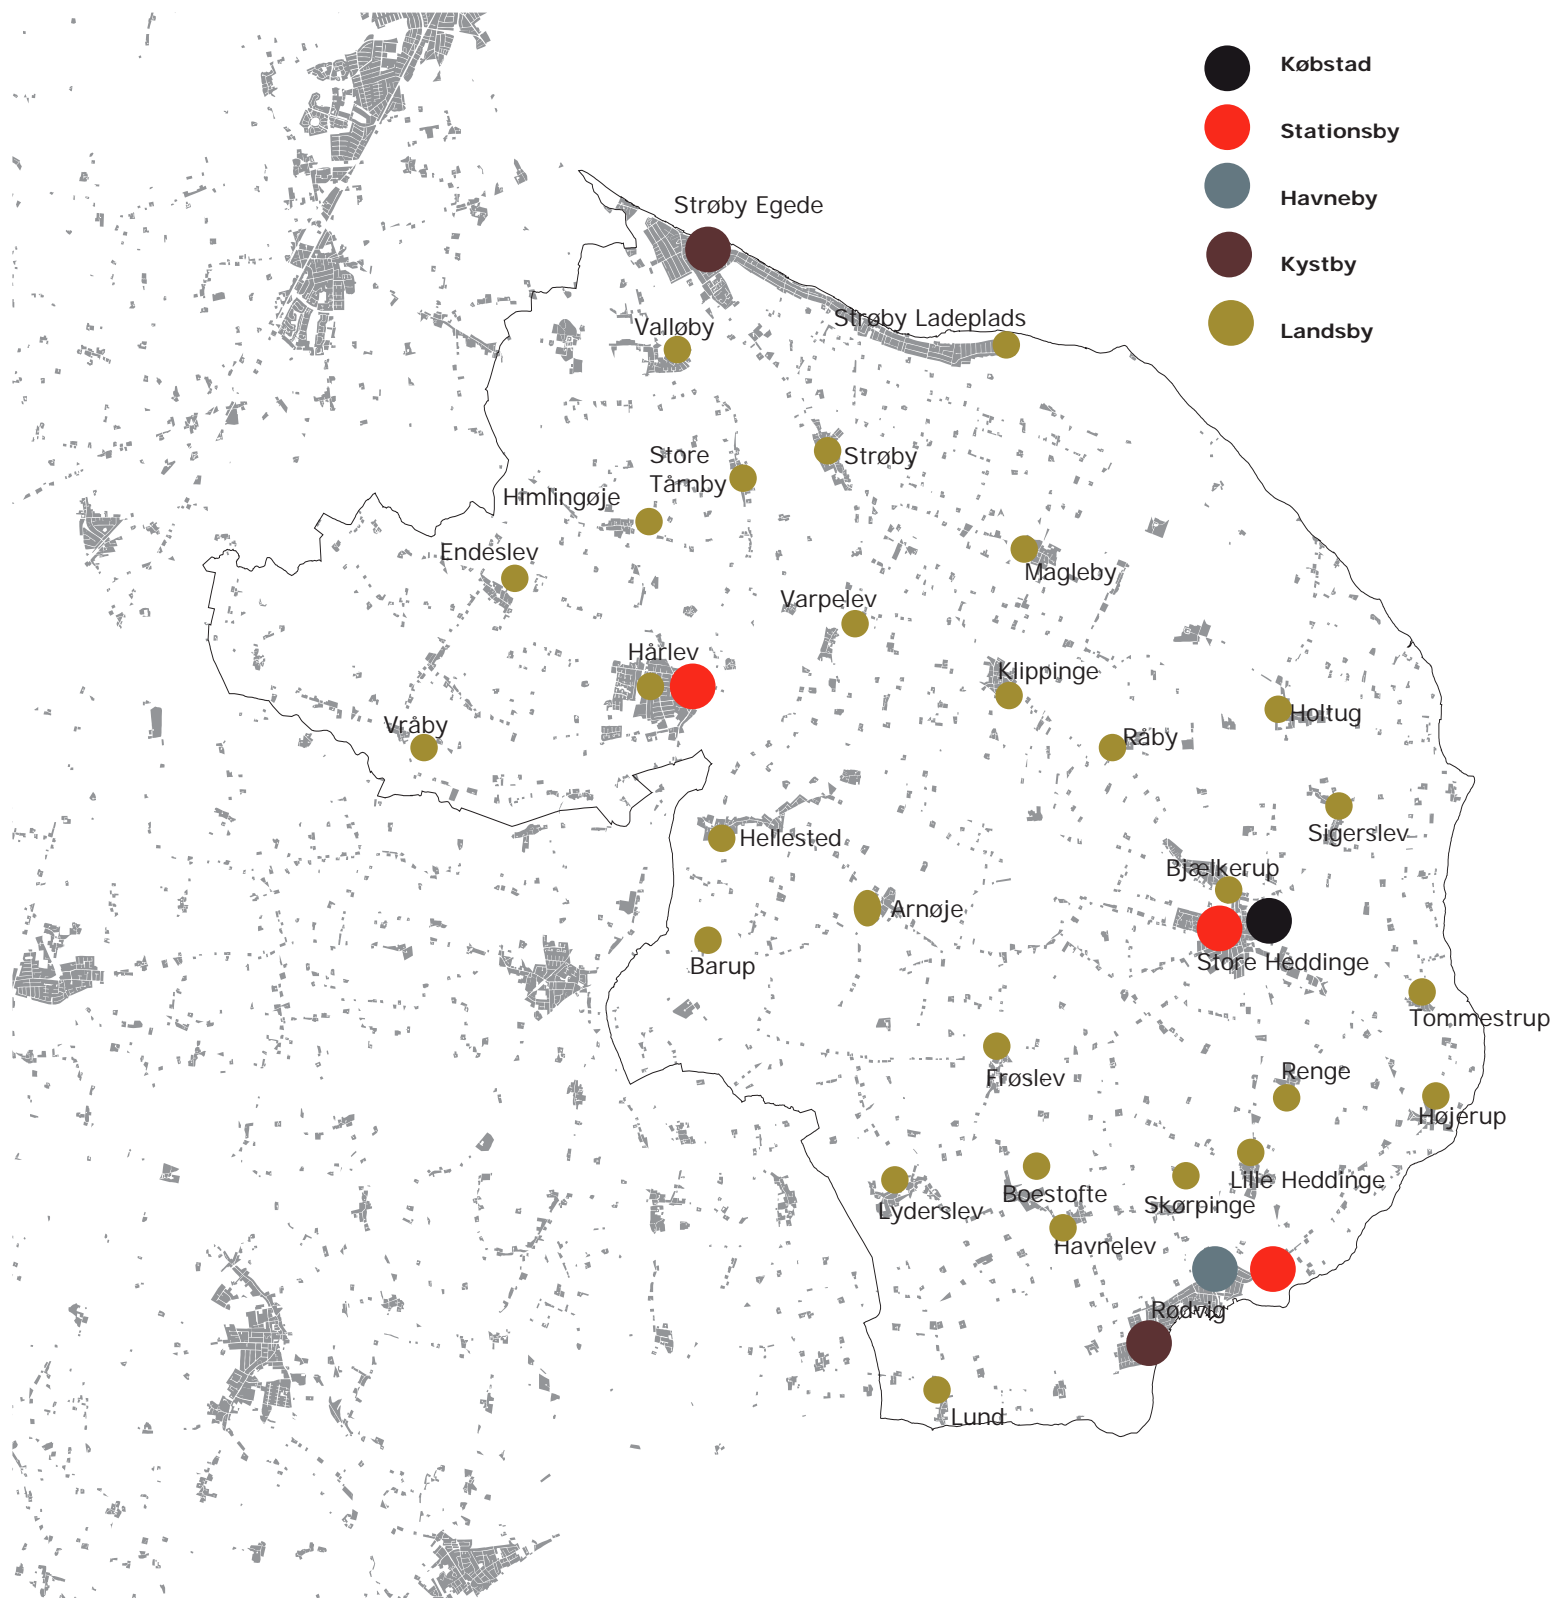 Købstad
Stationsby
Havneby
Kystby
Landsby
Strøby Egede
Valløby
Strøby Ladeplads
Store
Tårnby
Strøby
Himlingøje
Endeslev
Magleby
Varpelev
Hårlev
Klippinge
Vråby
Råby
Holtug
Hellested
Sigerslev
Bjælkerup
Arnøje
Barup
Store Heddinge
Tommestrup
Frøslev
Renge
Højerup
Lyderslev
Boestofte
Skørpinge
Lille Heddinge
Havnelev
Rødvig
Lund